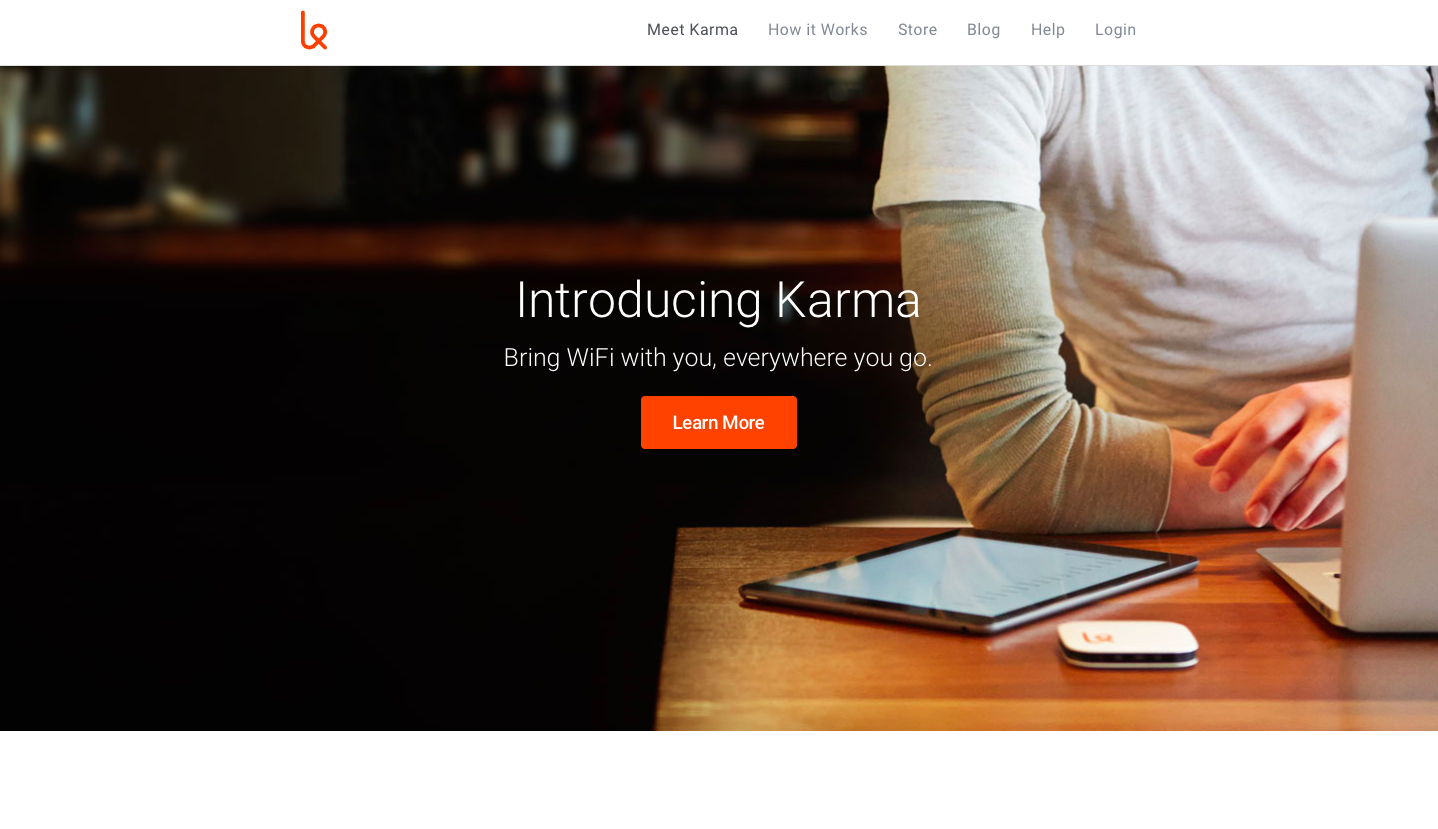 Meet Karma How it Works Store Blog Help Login
Introducing Karma
Bring WiFi with you, everywhere you go.
Learn More